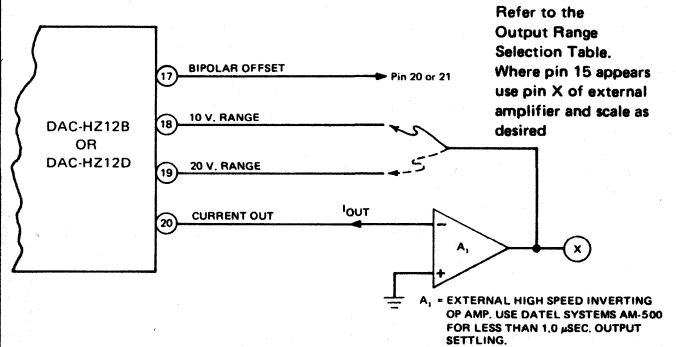 Refer to the
Output Range
Selection Table.
Where pin 15 appears
use pin X of external
amplifier and scale as
desired
17
BIPOLAR OFFSET
Pin 20 or 21
18
10 V. RANGE
DAC-HZ12B
OR
DAC-HZ12D
19
20 V. RANGE
20
CURRENT OUT
IOUT
−
A1
+
X
A1 = EXTERNAL HIGH SPEED INVERTING
OP AMP. USE DATEL SYSTEMS AM-500
FOR LESS THAN 1.0 μSEC. OUTPUT
SETTLING.